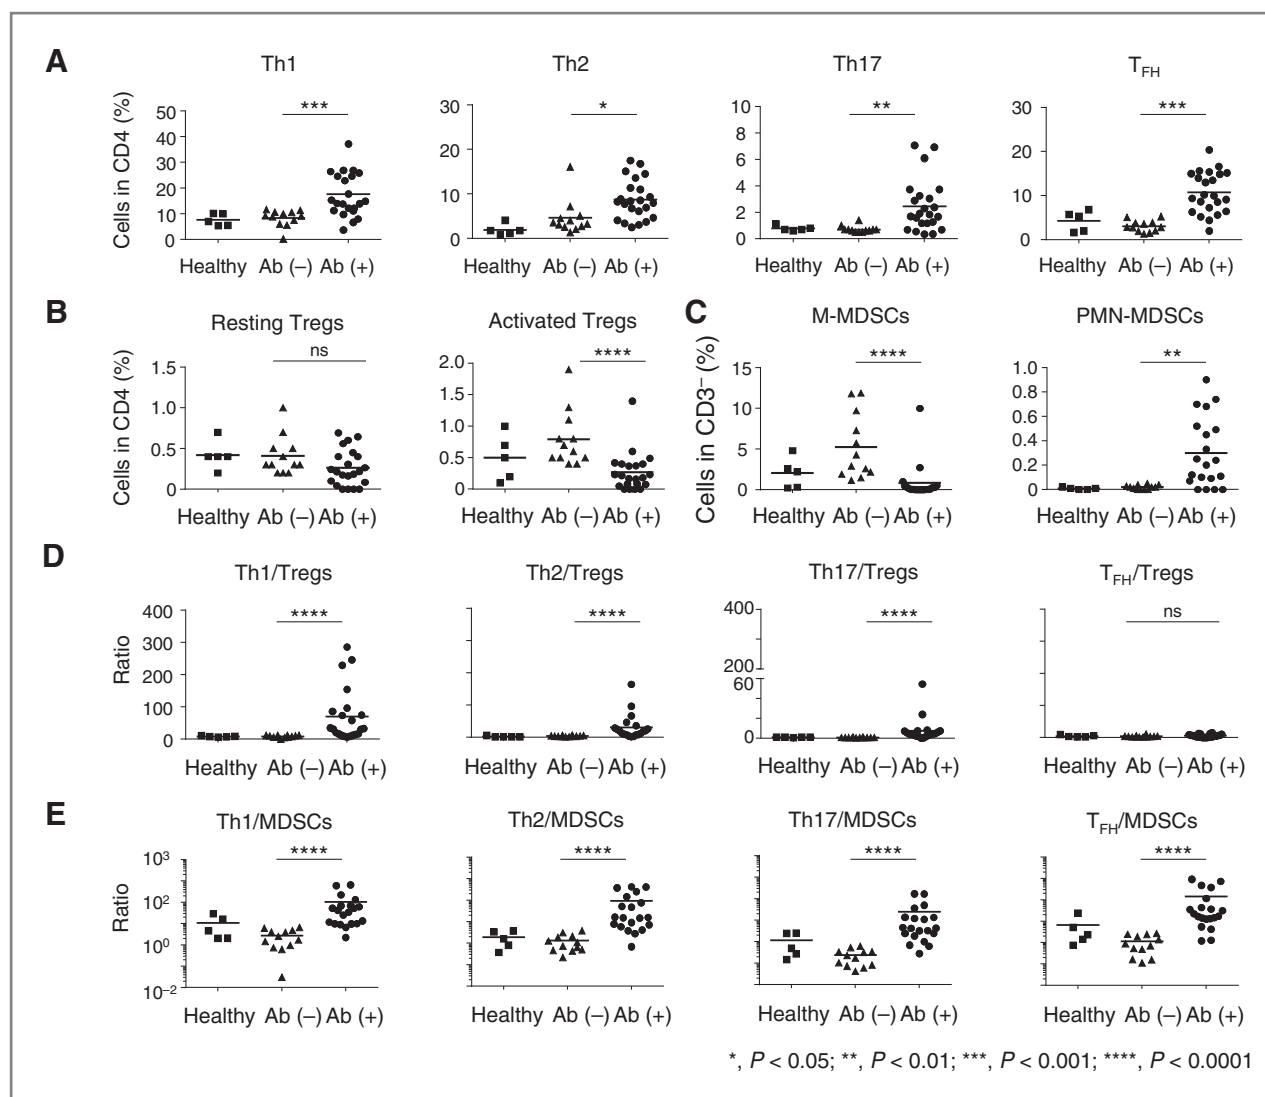 A
Th1 Th2 Th17 TFH
Cells in CD4 (%)
50 40 30 20 10 0
***
Healthy Ab (–) Ab (+)
30 20 10 0
*
Healthy Ab (–) Ab (+)
10 8 6 4 2 0
**
Healthy Ab (–) Ab (+)
30 20 10 0
***
Healthy Ab (–) Ab (+)
B
Resting Tregs Activated Tregs
Cells in CD4 (%)
1.5 1.0 0.5 0
ns
Healthy Ab (–) Ab (+)
2.0 1.5 1.0 0.5 0
****
Healthy Ab (–) Ab (+)
C
M-MDSCs PMN-MDSCs
Cells in CD3– (%)
15 10 5 0
****
Healthy Ab (–) Ab (+)
1.0 0.8 0.6 0.4 0.2 0
**
Healthy Ab (–) Ab (+)
D
Th1/Tregs Th2/Tregs Th17/Tregs TFH/Tregs
Ratio
400 300 200 100 0
****
Healthy Ab (–) Ab (+)
****
Healthy Ab (–) Ab (+)
400 200 60 0
****
Healthy Ab (–) Ab (+)
ns
Healthy Ab (–) Ab (+)
E
Th1/MDSCs Th2/MDSCs Th17/MDSCs TFH/MDSCs
Ratio
10³ 10² 10⁰ 10⁻²
****
Healthy Ab (–) Ab (+)
****
Healthy Ab (–) Ab (+)
****
Healthy Ab (–) Ab (+)
****
Healthy Ab (–) Ab (+)
*, P < 0.05; **, P < 0.01; ***, P < 0.001; ****, P < 0.0001